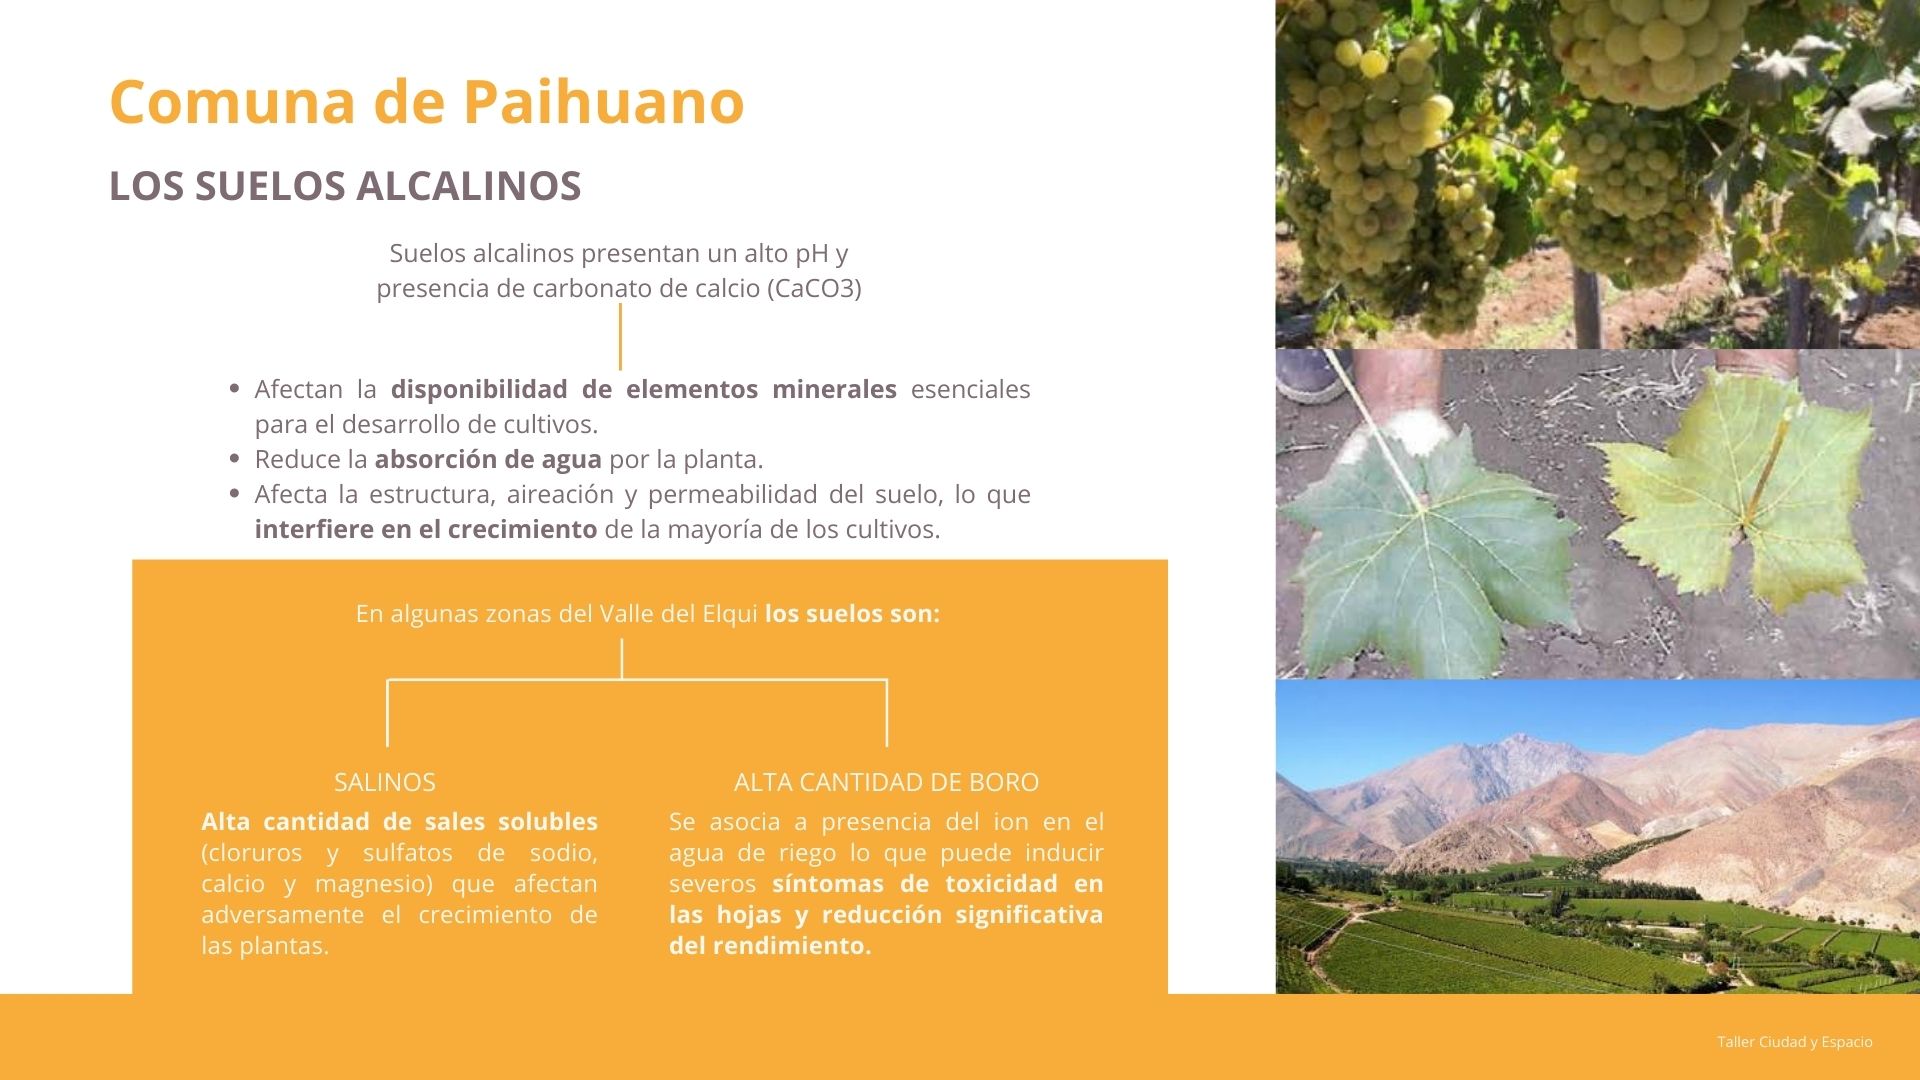 Comuna de Paihuano
LOS SUELOS ALCALINOS
Suelos alcalinos presentan un alto pH y
presencia de carbonato de calcio (CaCO3)
• Afectan la disponibilidad de elementos minerales esenciales
para el desarrollo de cultivos.
• Reduce la absorción de agua por la planta.
• Afecta la estructura, aireación y permeabilidad del suelo, lo que
interfiere en el crecimiento de la mayoría de los cultivos.
En algunas zonas del Valle del Elqui los suelos son:
SALINOS
Alta cantidad de sales solubles
(cloruros y sulfatos de sodio,
calcio y magnesio) que afectan
adversamente el crecimiento de
las plantas.
ALTA CANTIDAD DE BORO
Se asocia a presencia del ion en el
agua de riego lo que puede inducir
severos síntomas de toxicidad en
las hojas y reducción significativa
del rendimiento.
Taller Ciudad y Espacio